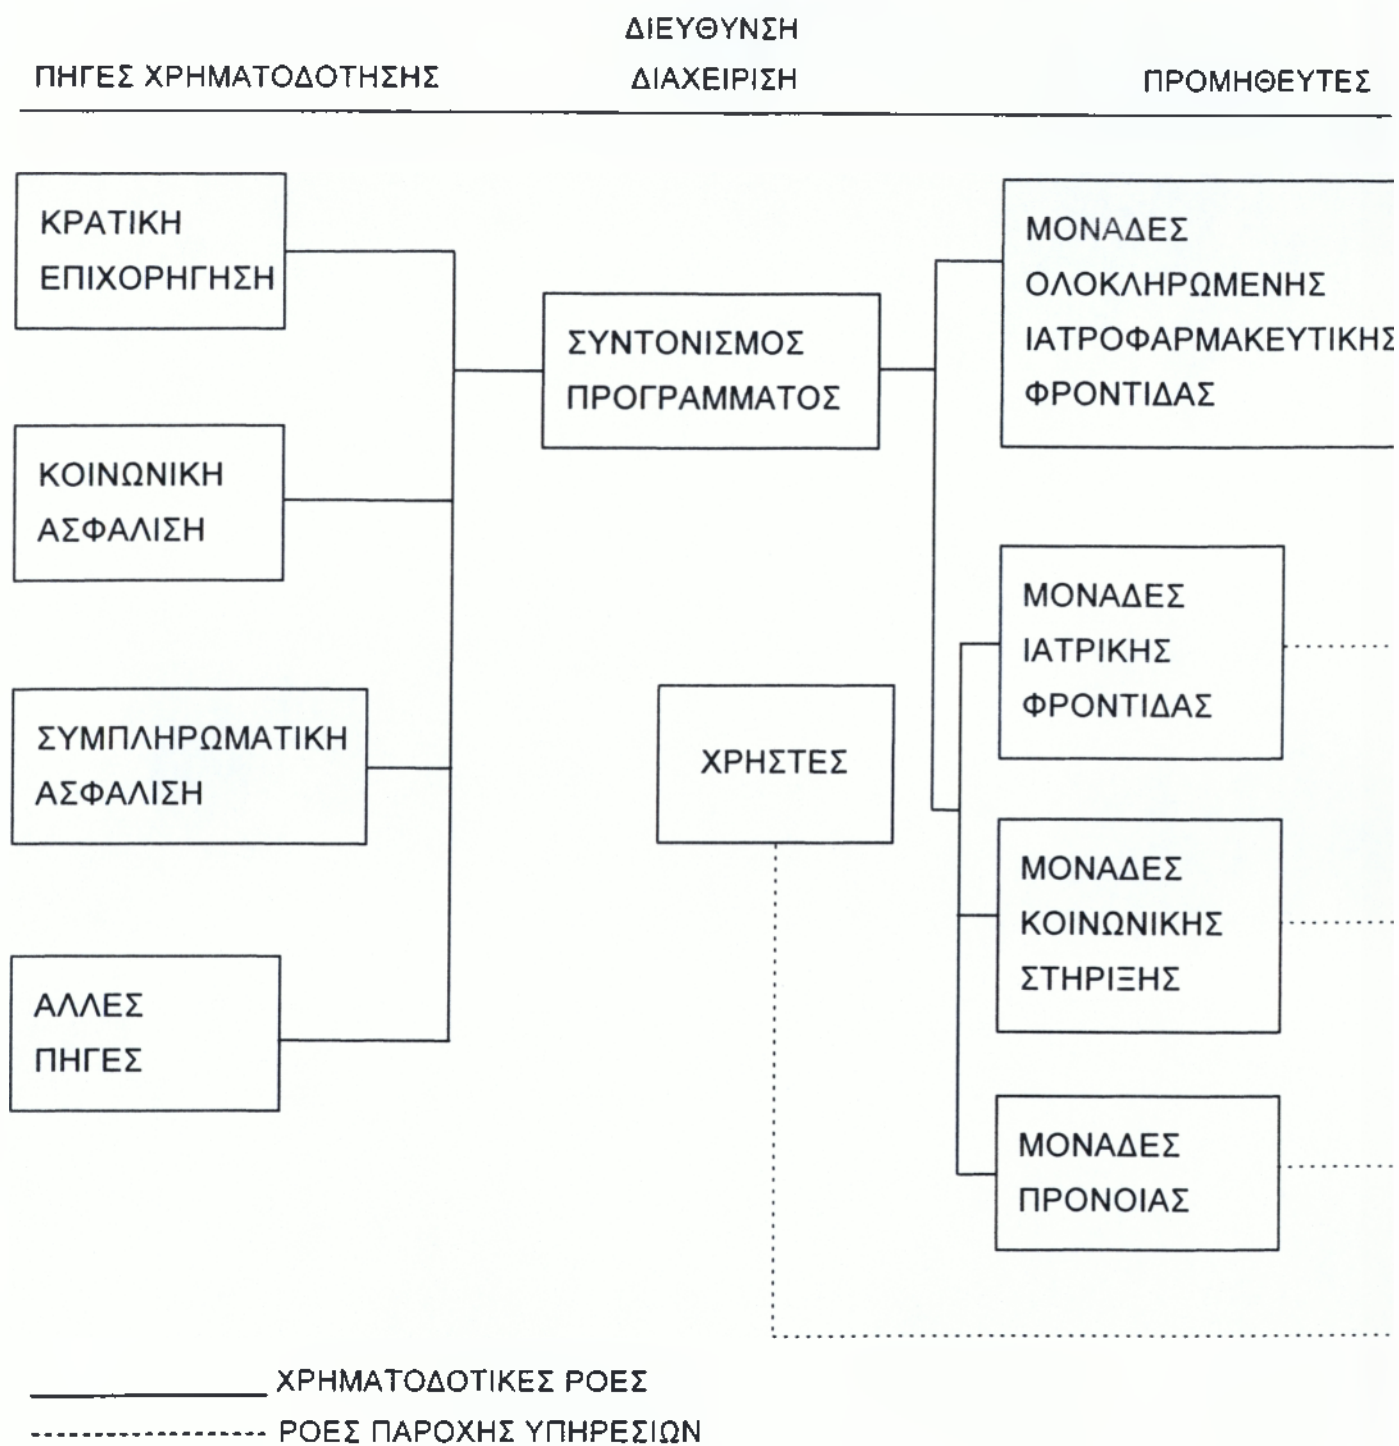 ΔΙΕΥΘΥΝΣΗ
ΠΗΓΕΣ ΧΡΗΜΑΤΟΔΟΤΗΣΗΣ ΔΙΑΧΕΙΡΙΣΗ ΠΡΟΜΗΘΕΥΤΕΣ
ΚΡΑΤΙΚΗ
ΕΠΙΧΟΡΗΓΗΣΗ
ΚΟΙΝΩΝΙΚΗ
ΑΣΦΑΛΙΣΗ
ΣΥΜΠΛΗΡΩΜΑΤΙΚΗ
ΑΣΦΑΛΙΣΗ
ΑΛΛΕΣ
ΠΗΓΕΣ
ΣΥΝΤΟΝΙΣΜΟΣ
ΠΡΟΓΡΑΜΜΑΤΟΣ
ΧΡΗΣΤΕΣ
ΜΟΝΑΔΕΣ
ΟΛΟΚΛΗΡΩΜΕΝΗΣ
ΙΑΤΡΟΦΑΡΜΑΚΕΥΤΙΚΗΣ
ΦΡΟΝΤΙΔΑΣ
ΜΟΝΑΔΕΣ
ΙΑΤΡΙΚΗΣ
ΦΡΟΝΤΙΔΑΣ
ΜΟΝΑΔΕΣ
ΚΟΙΝΩΝΙΚΗΣ
ΣΤΗΡΙΞΗΣ
ΜΟΝΑΔΕΣ
ΠΡΟΝΟΙΑΣ
ΧΡΗΜΑΤΟΔΟΤΙΚΕΣ ΡΟΕΣ
ΡΟΕΣ ΠΑΡΟΧΗΣ ΥΠΗΡΕΣΙΩΝ